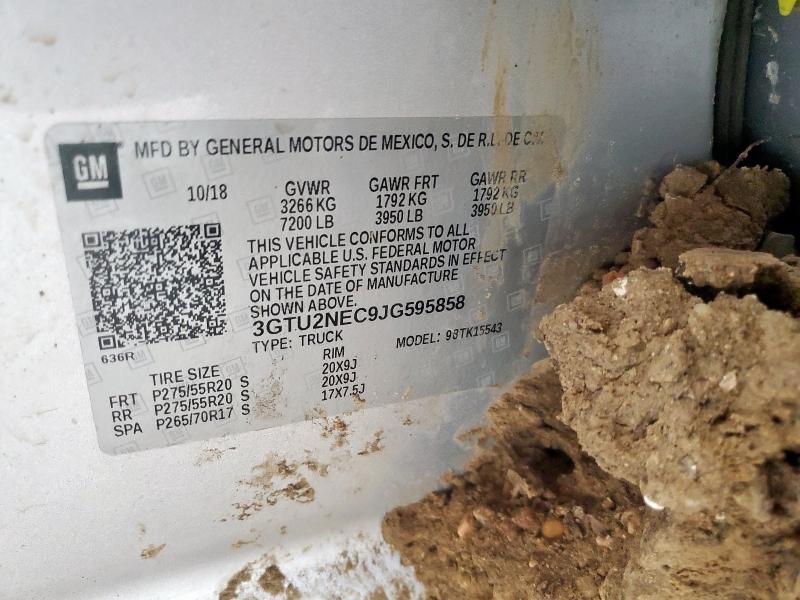 GM
MFD BY GENERAL MOTORS DE MEXICO, S. DE R.L. DE C.V.
10/18 GVWR GAWR FRT GAWR RR
3266 KG 1792 KG 1792 KG
7200 LB 3950 LB 3950 LB
THIS VEHICLE CONFORMS TO ALL
APPLICABLE U.S. FEDERAL MOTOR
VEHICLE SAFETY STANDARDS IN EFFECT
ON THE DATE OF MANUFACTURE
SHOWN ABOVE.
3GTU2NEC9JG595858
636R
TYPE: TRUCK MODEL: 98TK15543
TIRE SIZE RIM
FRT P275/55R20 S 20X9J
RR P275/55R20 S 20X9J
SPA P265/70R17 S 17X7.5J